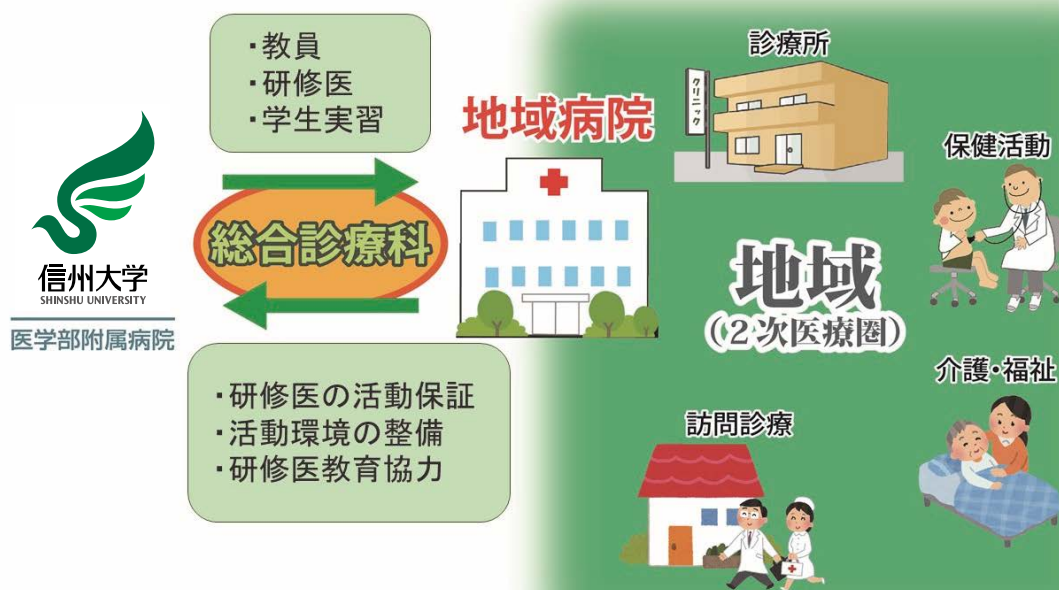 ・教員
・研修医
・学生実習
信州大学
SHINSHU UNIVERSITY
医学部附属病院
総合診療科
・研修医の活動保証
・活動環境の整備
・研修医教育協力
地域病院
診療所
クリニック
保健活動
地域
（2次医療圏）
介護・福祉
訪問診療